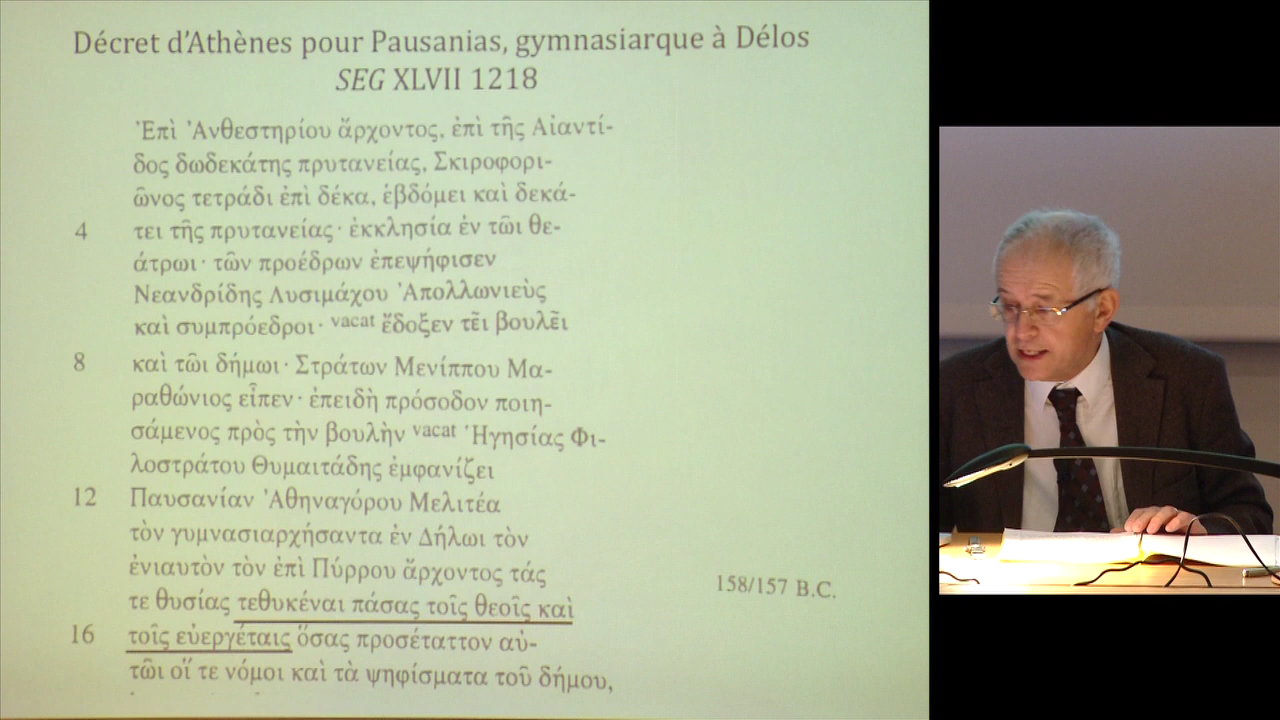 Décret d’Athènes pour Pausanias, gymnasiarque à Délos
SEG XLVII 1218
Ἐπὶ Ἀνθεστηρίου ἄρχοντος, ἐπὶ τῆς Αἰαντί-
δος δωδεκάτης πρυτανείας, Σκιροφορι-
ῶνος τετράδι ἐπὶ δέκα, ἑβδόμει καὶ δεκά-
4 τει τῆς πρυτανείας· ἐκκλησία ἐν τῶι θε-
άτρωι· τῶν προέδρων ἐπεψήφισεν
Νεανδρίδης Λυσιμάχου Ἀπολλωνιεὺς
καὶ συμπρόεδροι· vacat ἔδοξεν τε͂ι βουλε͂ι
8 καὶ τῶι δήμωι· Στράτων Μενίππου Μα-
ραθώνιος εἶπεν· ἐπειδὴ πρόσοδον ποιη-
σάμενος πρὸς τὴν βουλὴν vacat Ἡγησίας Φι-
λοστράτου Θυμαιτάδης ἐμφανίζει
12 Παυσανίαν Ἀθηναγόρου Μελιτέα
τὸν γυμνασιαρχήσαντα ἐν Δήλωι τὸν
ἐνιαυτὸν τὸν ἐπὶ Πύρρου ἄρχοντος τάς
τε θυσίας τεθυκέναι πάσας τοῖς θεοῖς καὶ
16 τοῖς εὐεργέταις ὅσας προσέταττον αὐ-
τῶι οἵ τε νόμοι καὶ τὰ ψηφίσματα τοῦ δήμου,
158/157 B.C.